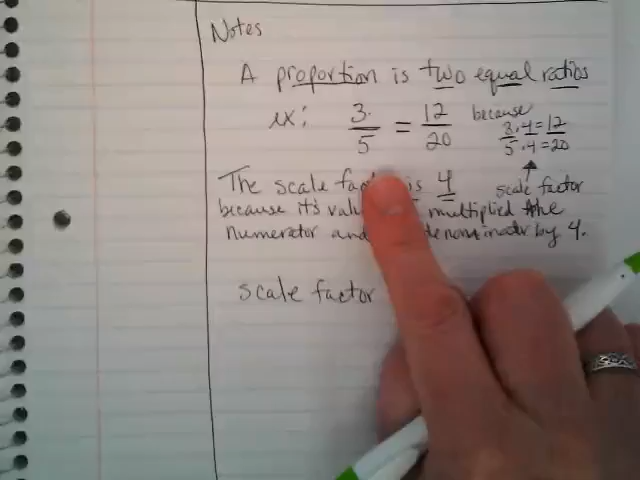 Notes
A proportion is two equal ratios
ex: 3/5 = 12/20 because
3·4=12
5·4=20
The scale is 4 scale factor
because it's multiplied the
numerator and by 4.
scale factor